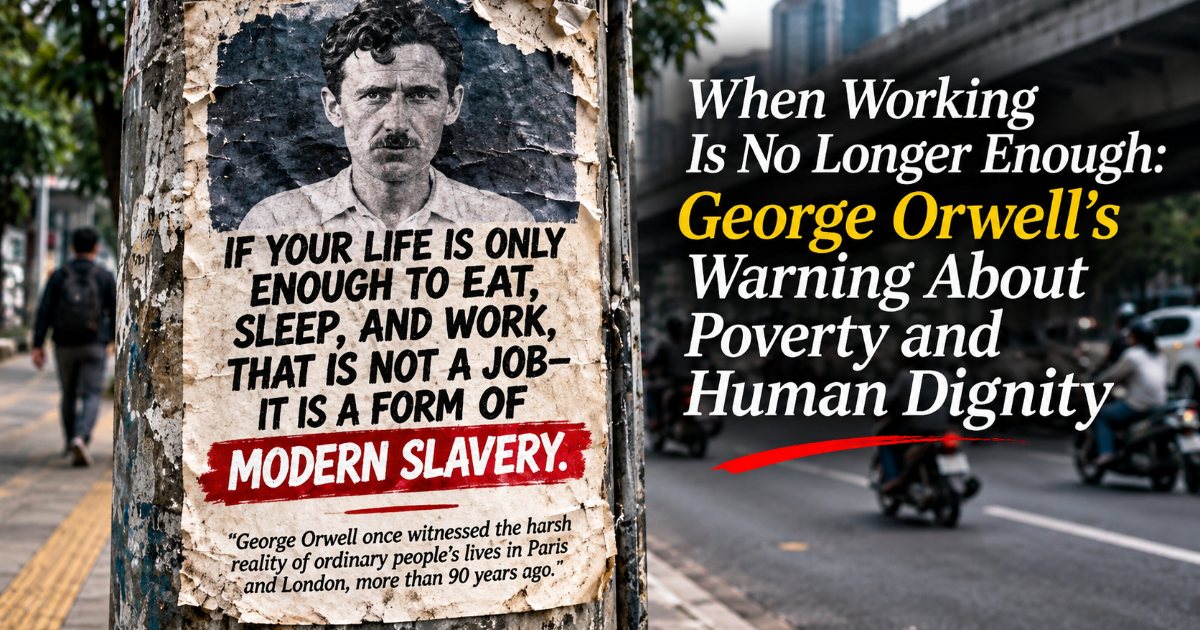 IF YOUR LIFE IS ONLY
ENOUGH TO EAT,
SLEEP, AND WORK,
THAT IS NOT A JOB—
IT IS A FORM OF
MODERN SLAVERY.
“George Orwell once witnessed the harsh
reality of ordinary people’s lives in Paris
and London, more than 90 years ago.”
When Working
Is No Longer Enough:
George Orwell’s
Warning About
Poverty and
Human Dignity